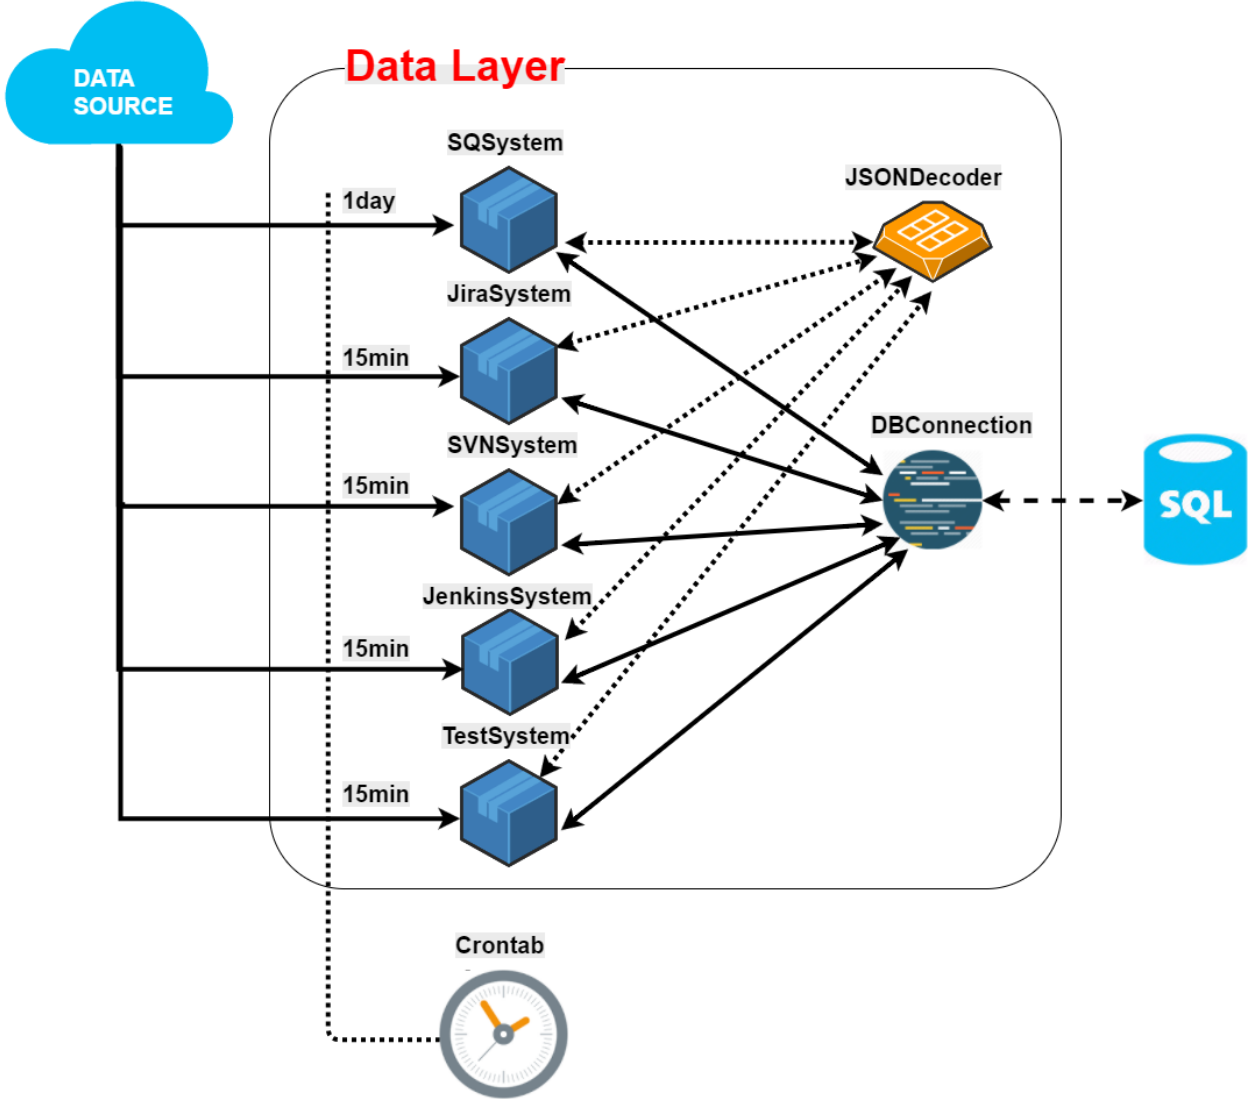 DATA
SOURCE
Data Layer
SQSystem
1day
JSONDecoder
JiraSystem
15min
DBConnection
SVNSystem
15min
SQL
JenkinsSystem
15min
TestSystem
15min
Crontab